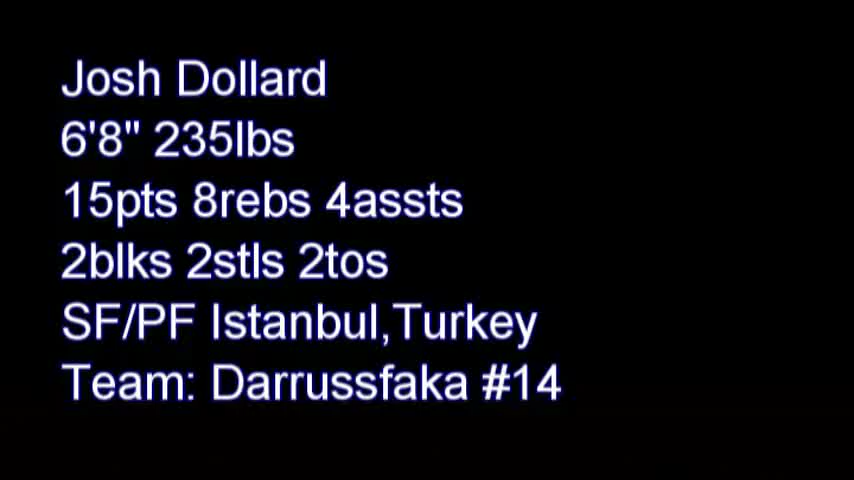 Josh Dollard
6'8" 235lbs
15pts 8rebs 4assts
2blks 2stls 2tos
SF/PF Istanbul,Turkey
Team: Darrussfaka #14